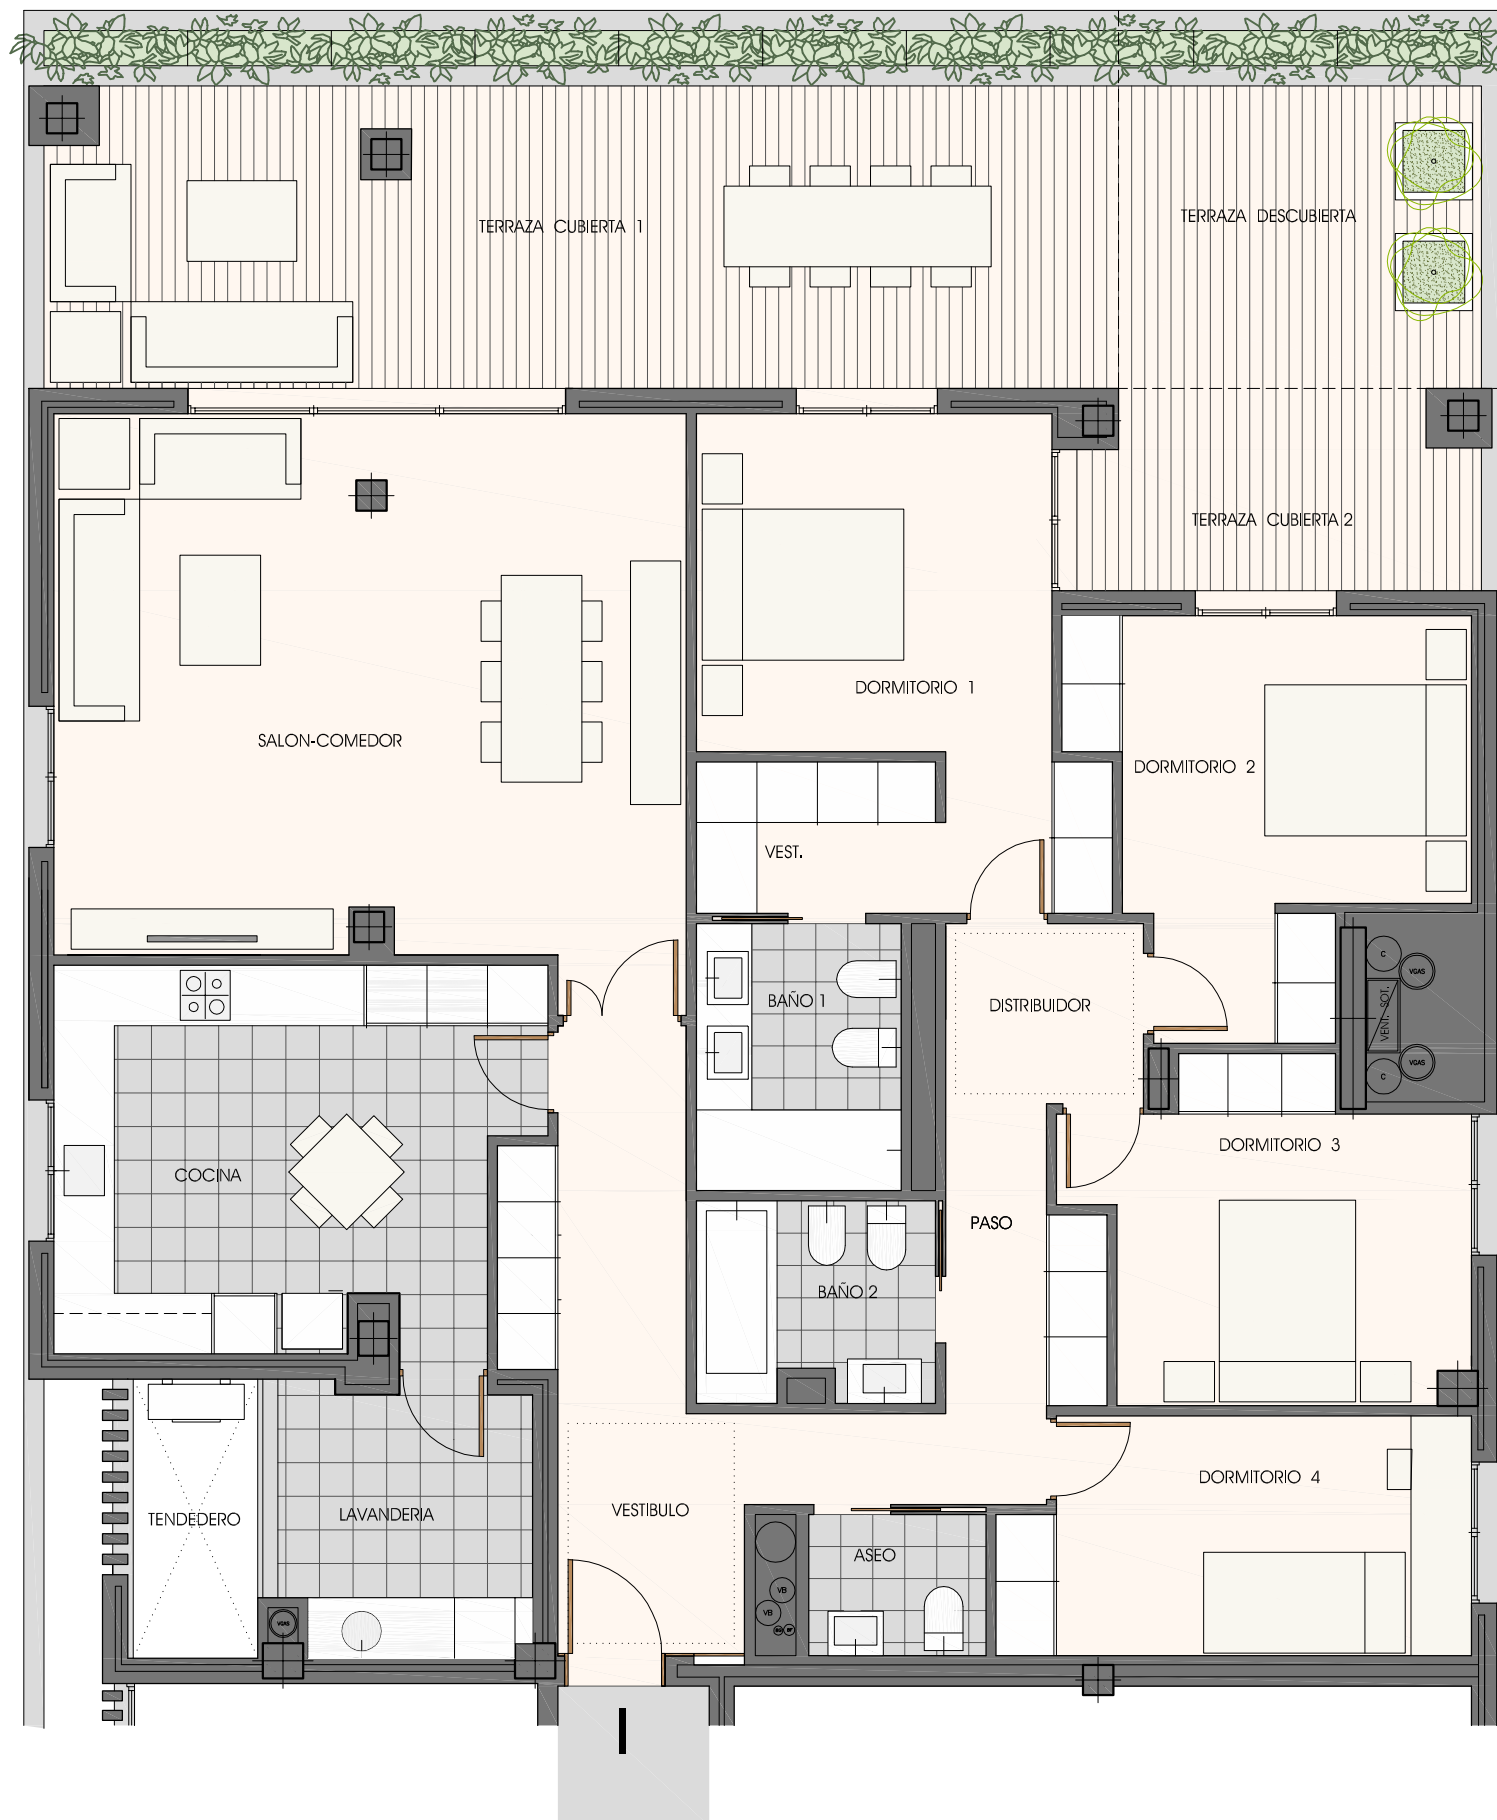 TERRAZA CUBIERTA 1
TERRAZA DESCUBIERTA
TERRAZA CUBIERTA 2
DORMITORIO 1
SALON-COMEDOR
DORMITORIO 2
VEST.
C
VGAS
BAÑO 1
DISTRIBUIDOR
VENT. SOT.
VGAS
C
DORMITORIO 3
COCINA
PASO
BAÑO 2
DORMITORIO 4
VESTIBULO
LAVANDERIA
TENDEDERO
ASEO
VB
VB
VGAS
I